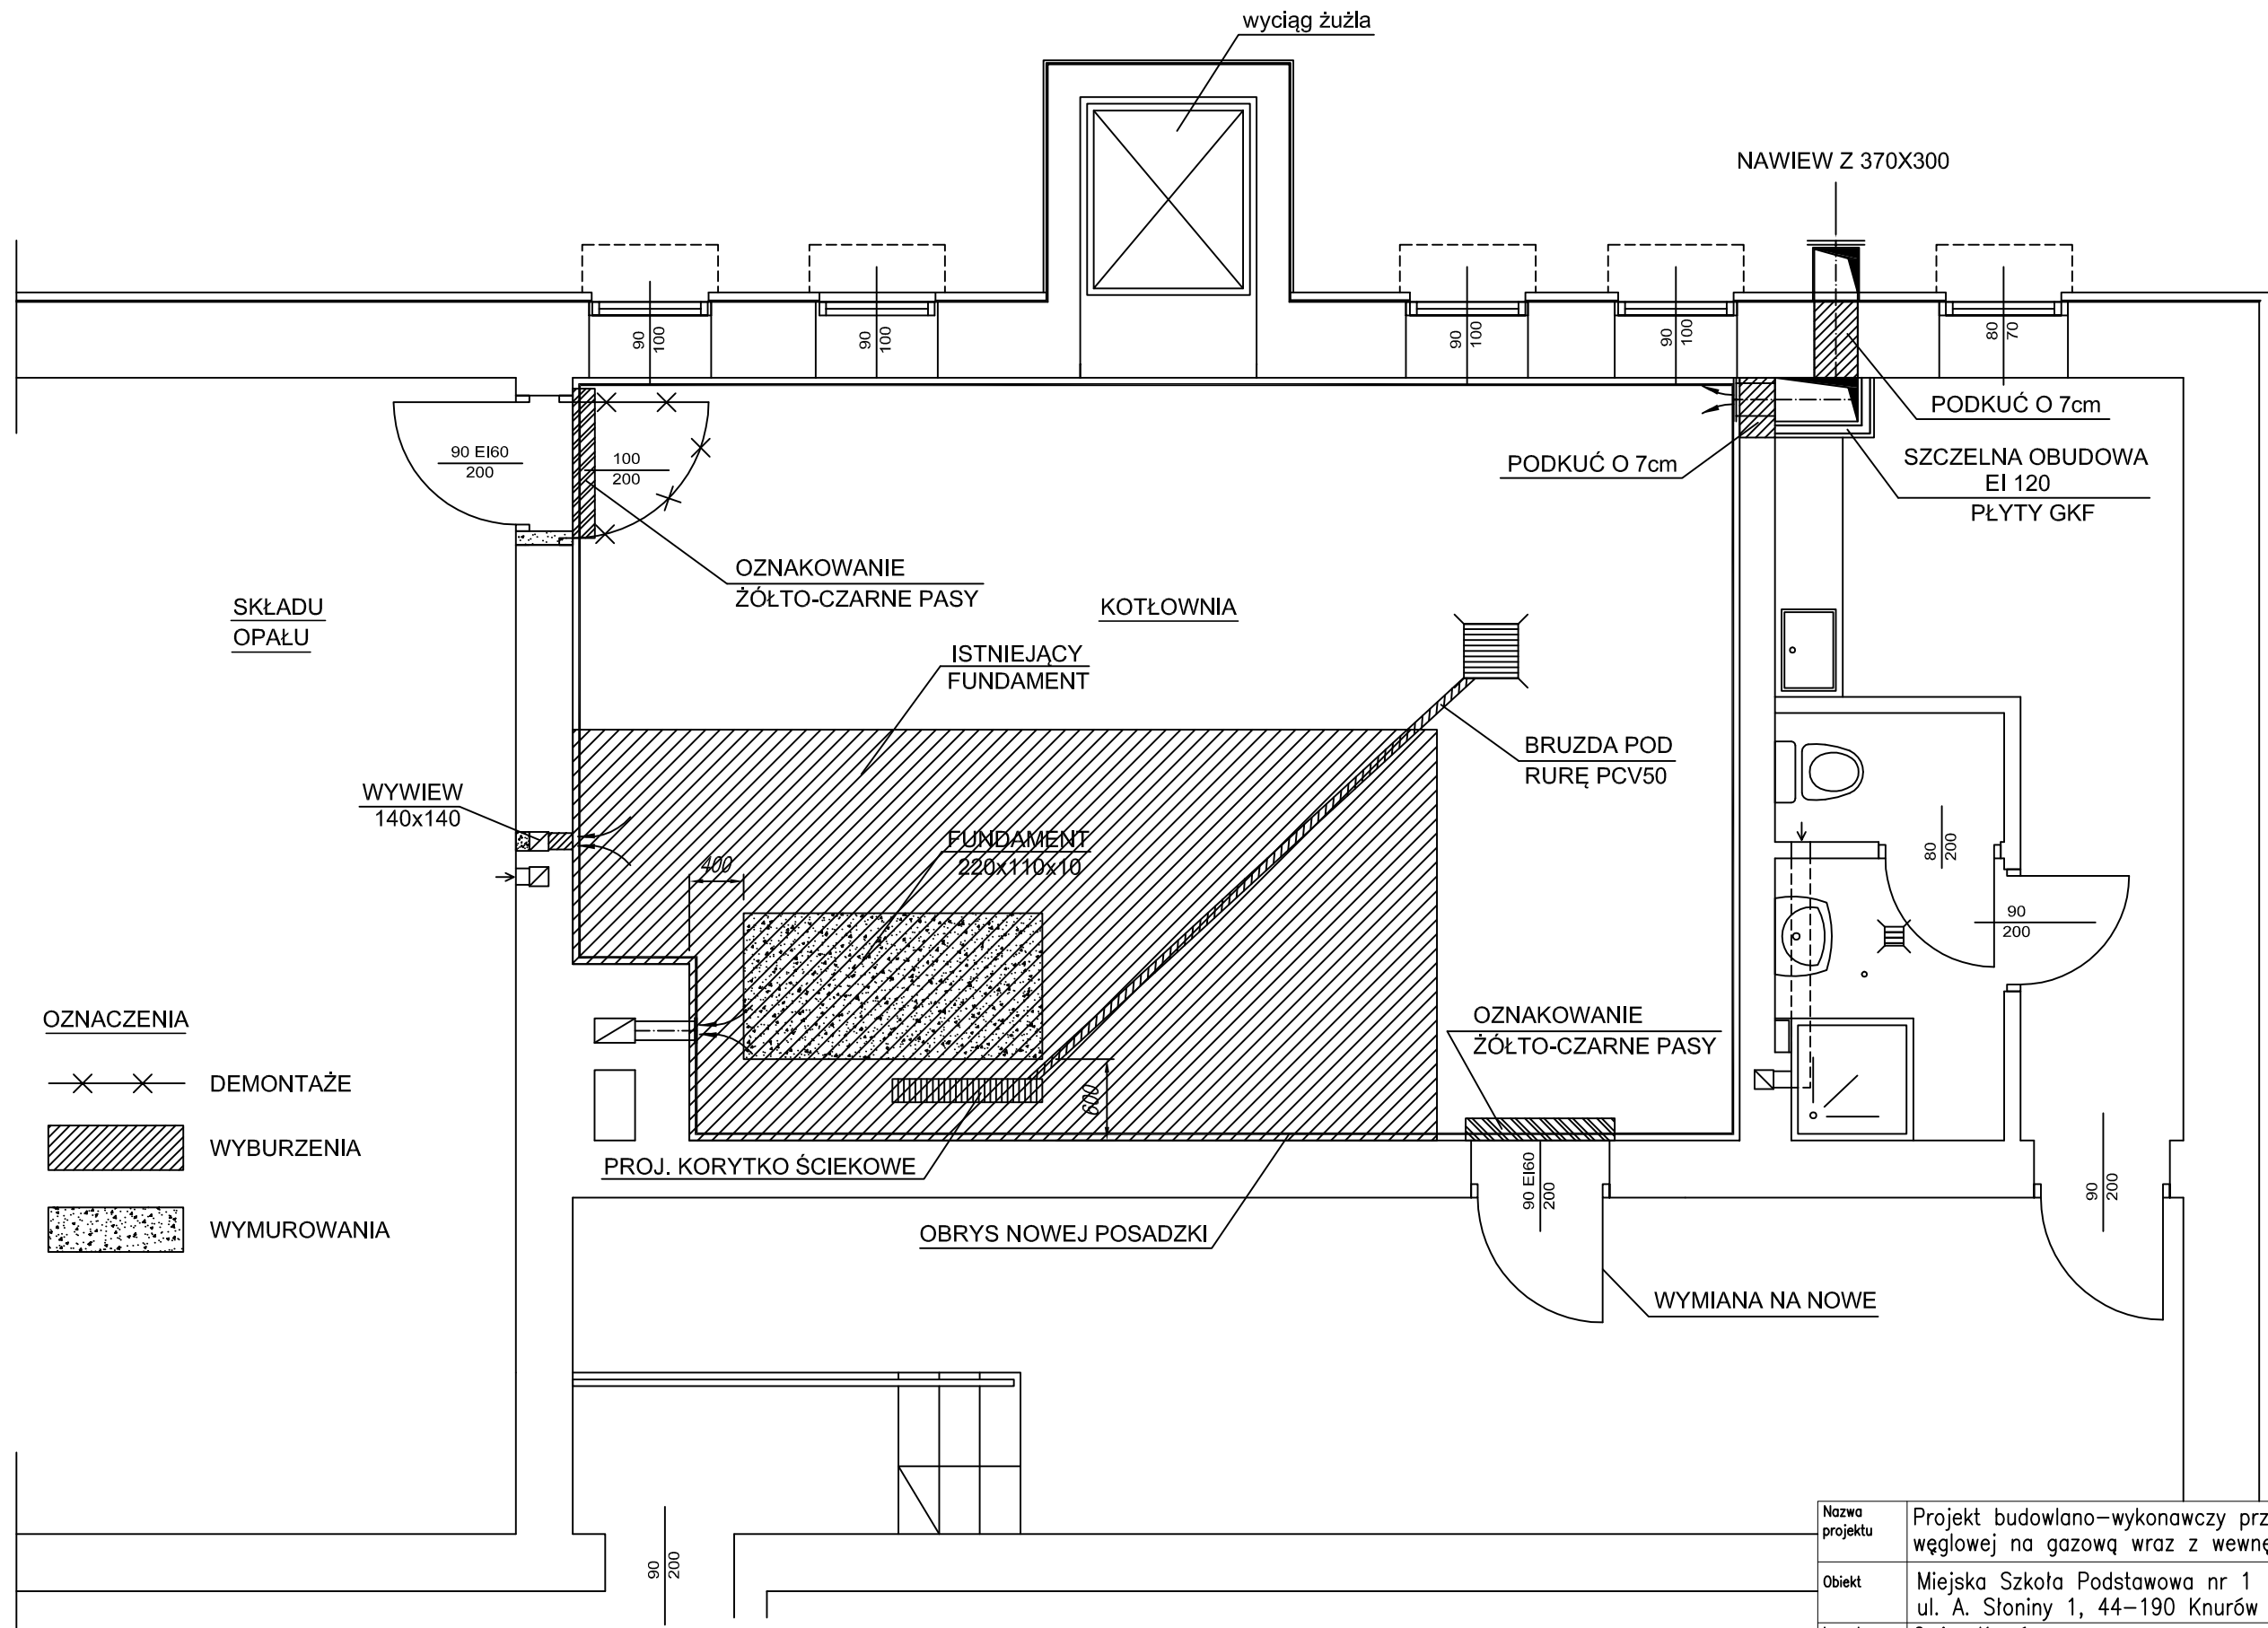 wyciąg żużla
NAWIEW Z 370X300
90
100
90
100
90
100
90
100
80
70
PODKUĆ O 7cm
90 EI60
200
100
200
PODKUĆ O 7cm
SZCZELNA OBUDOWA
EI 120
PŁYTY GKF
OZNAKOWANIE
ŻÓŁTO-CZARNE PASY
SKŁADU
OPAŁU
KOTŁOWNIA
ISTNIEJĄCY
FUNDAMENT
BRUZDA POD
RURĘ PCV50
WYWIEW
140x140
FUNDAMENT
220x110x10
400
80
200
90
200
OZNACZENIA
DEMONTAŻE
WYBURZENIA
WYMUROWANIA
OZNAKOWANIE
ŻÓŁTO-CZARNE PASY
600
PROJ. KORYTKO ŚCIEKOWE
90 EI60
200
90
200
OBRYS NOWEJ POSADZKI
WYMIANA NA NOWE
90
200
Nazwa
projektu
Projekt budowlano-wykonawczy prz
węglowej na gazową wraz z wewnę
Obiekt
Miejska Szkoła Podstawowa nr 1
ul. A. Słoniny 1, 44-190 Knurów